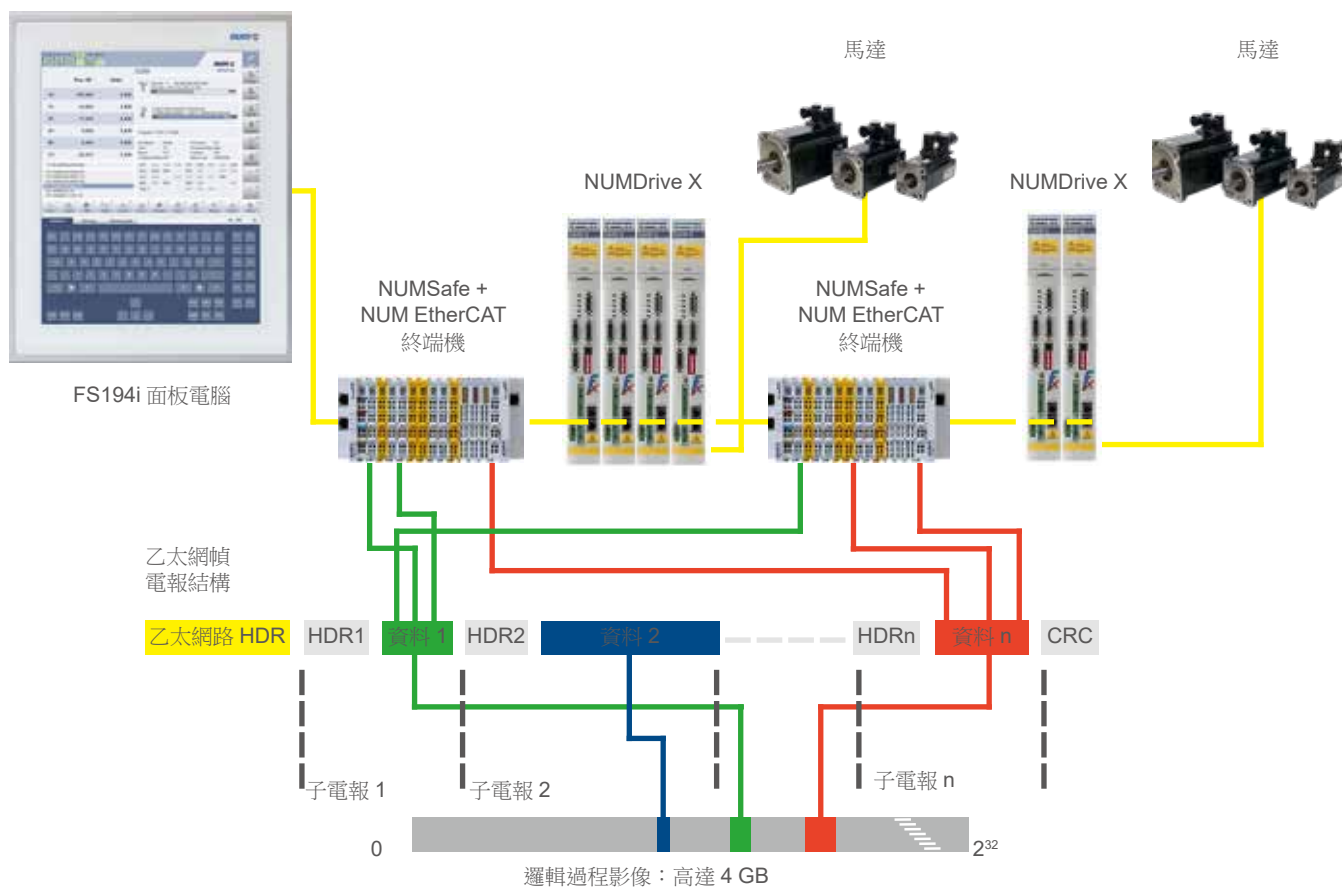 馬達
馬達
NUMDrive X
NUMDrive X
NUMSafe +
NUM EtherCAT
終端機
NUMSafe +
NUM EtherCAT
終端機
FS194i 面板電腦
乙太網幀
電報結構
乙太網路 HDR
HDR1
資料 1
HDR2
資料 2
HDRn
資料 n
CRC
子電報 1
子電報 2
子電報 n
0
2³²
邏輯過程影像：高達 4 GB